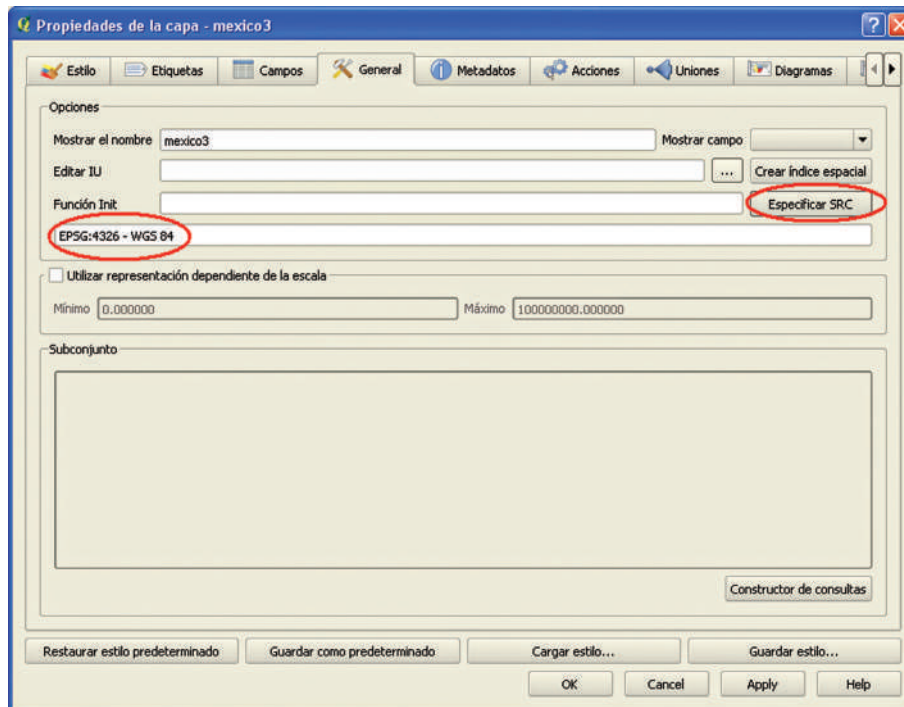 Propiedades de la capa - mexico3
Estilo Etiquetas Campos General Metadatos Acciones Uniones Diagramas
Opciones
Mostrar el nombre mexico3 Mostrar campo
Editar IU ... Crear índice espacial
Función Init Especificar SRC
EPSG:4326 - WGS 84
Utilizar representación dependiente de la escala
Mínimo 0.000000 Máximo 100000000.000000
Subconjunto
Constructor de consultas
Restaurar estilo predeterminado Guardar como predeterminado Cargar estilo... Guardar estilo...
OK Cancel Apply Help